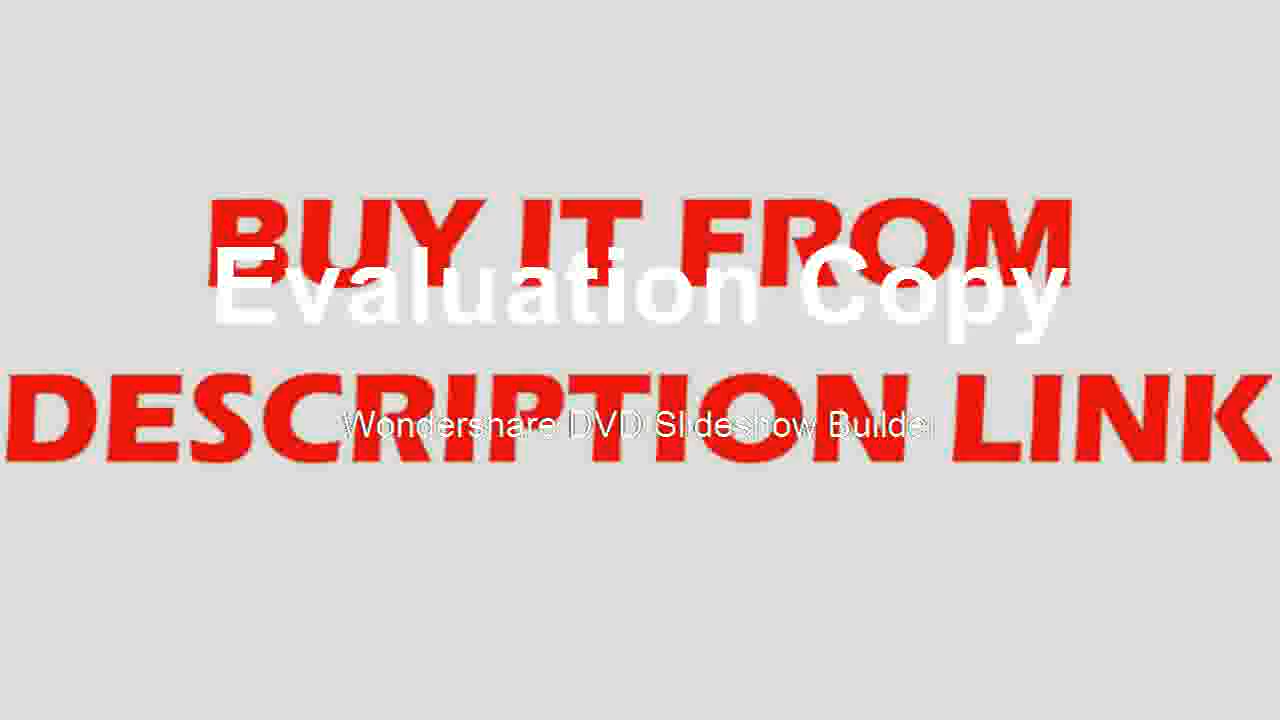 BUY IT FROM
Evaluation Copy
DESCRIPTION LINK
Wondershare DVD Slideshow Builder